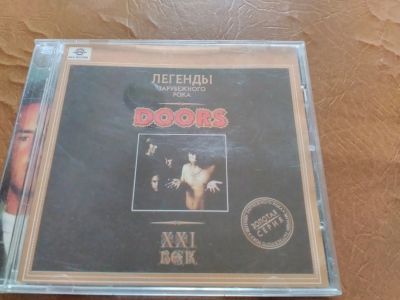 ЛЕГЕНДЫ
ЗАРУБЕЖНОГО
РОКА
DOORS
XXI
ВЕК
ЗОЛОТАЯ
СЕРИЯ